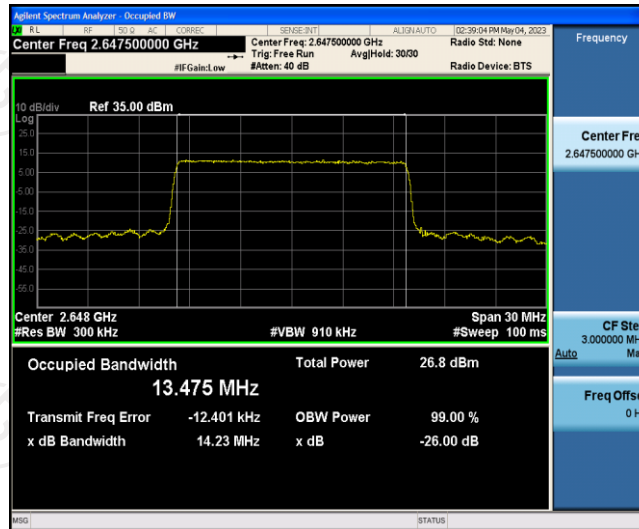 Agilent Spectrum Analyzer - Occupied BW
RL RF 50 Ω AC CORREC SENSE:INT ALIGNAUTO 02:39:04 PM May 04, 2023
Center Freq 2.647500000 GHz
Center Freq: 2.647500000 GHz
Radio Std: None
Trig: Free Run Avg|Hold: 30/30
#IFGain:Low
#Atten: 40 dB
Radio Device: BTS
10 dB/div Ref 35.00 dBm
Log
25.0
15.0
5.00
-5.00
-15.0
-25.0
-35.0
-45.0
-55.0
Center 2.648 GHz
Span 30 MHz
#Res BW 300 kHz
#VBW 910 kHz
#Sweep 100 ms
Occupied Bandwidth
13.475 MHz
Total Power 26.8 dBm
Transmit Freq Error -12.401 kHz
OBW Power 99.00 %
x dB Bandwidth 14.23 MHz
x dB -26.00 dB
Frequency
Center Fre
2.647500000 GH
CF Ste
3.000000 MH
Auto Ma
Freq Offse
0 H
MSG
STATUS